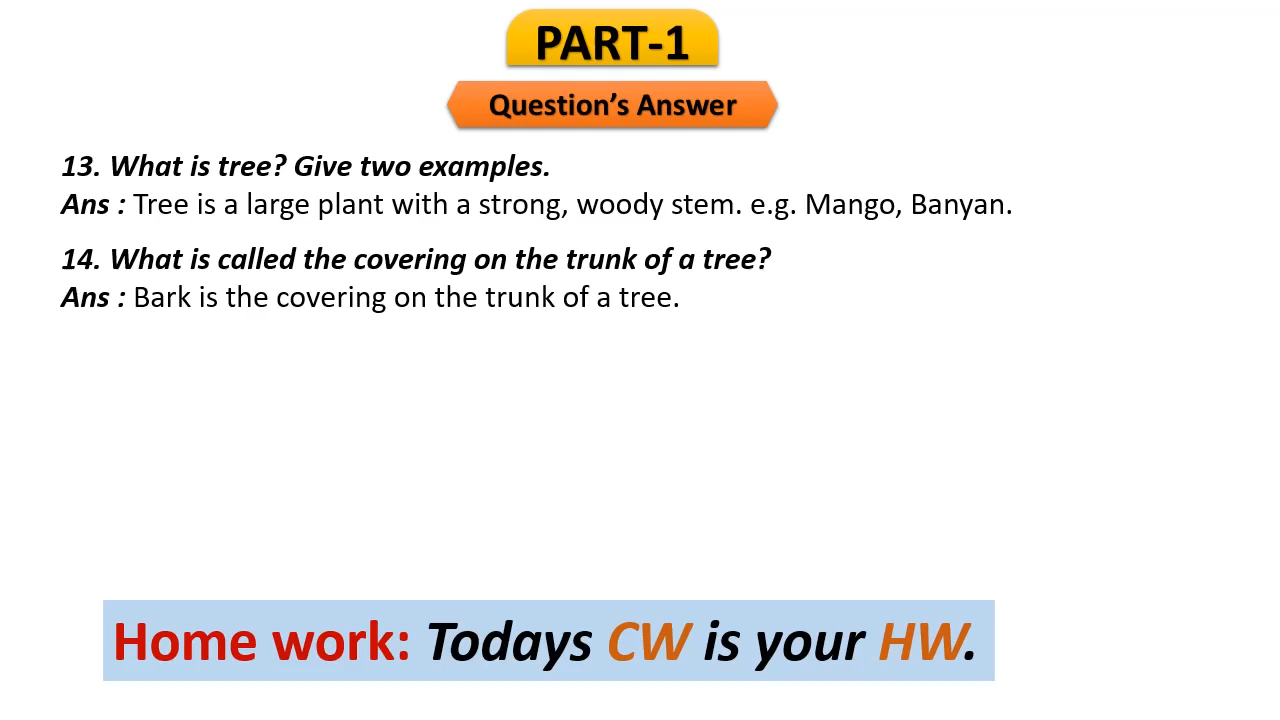 PART-1
Question’s Answer
13. What is tree? Give two examples.
Ans : Tree is a large plant with a strong, woody stem. e.g. Mango, Banyan.
14. What is called the covering on the trunk of a tree?
Ans : Bark is the covering on the trunk of a tree.
Home work: Todays CW is your HW.